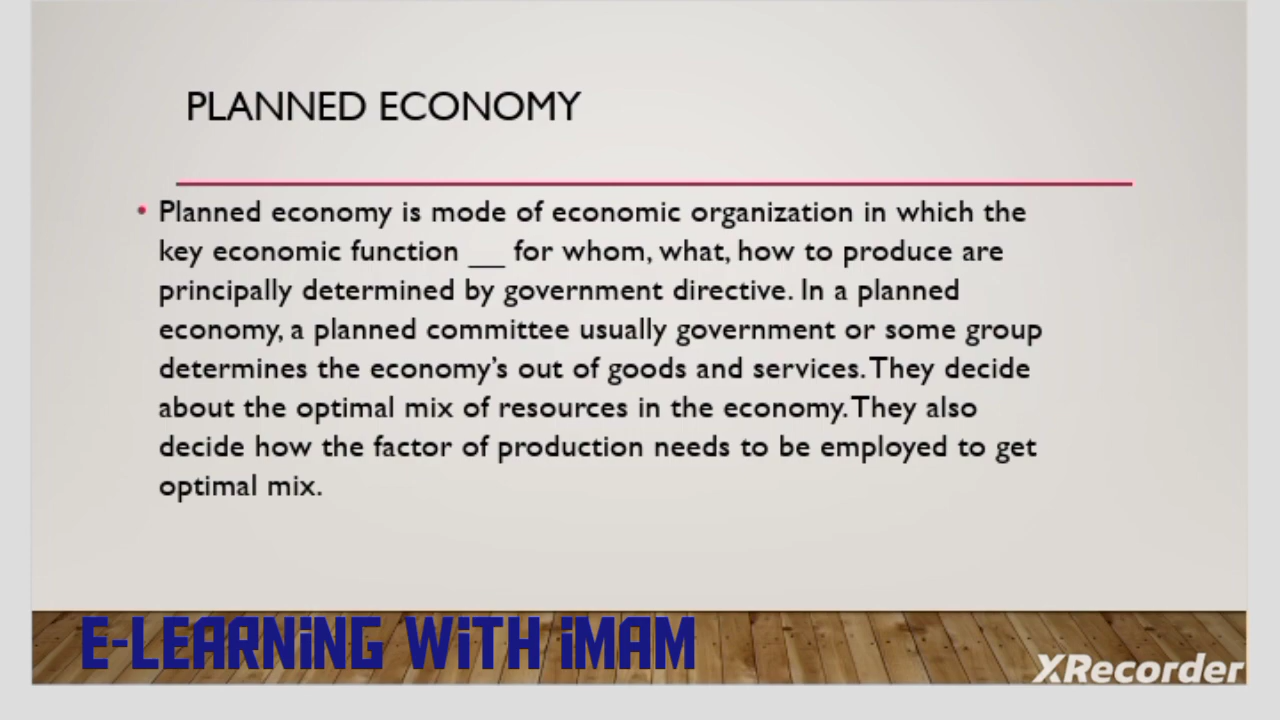 PLANNED ECONOMY
• Planned economy is mode of economic organization in which the
key economic function __ for whom, what, how to produce are
principally determined by government directive. In a planned
economy, a planned committee usually government or some group
determines the economy’s out of goods and services. They decide
about the optimal mix of resources in the economy. They also
decide how the factor of production needs to be employed to get
optimal mix.
E-LEARNiNG WiTH iMAM
XRecorder